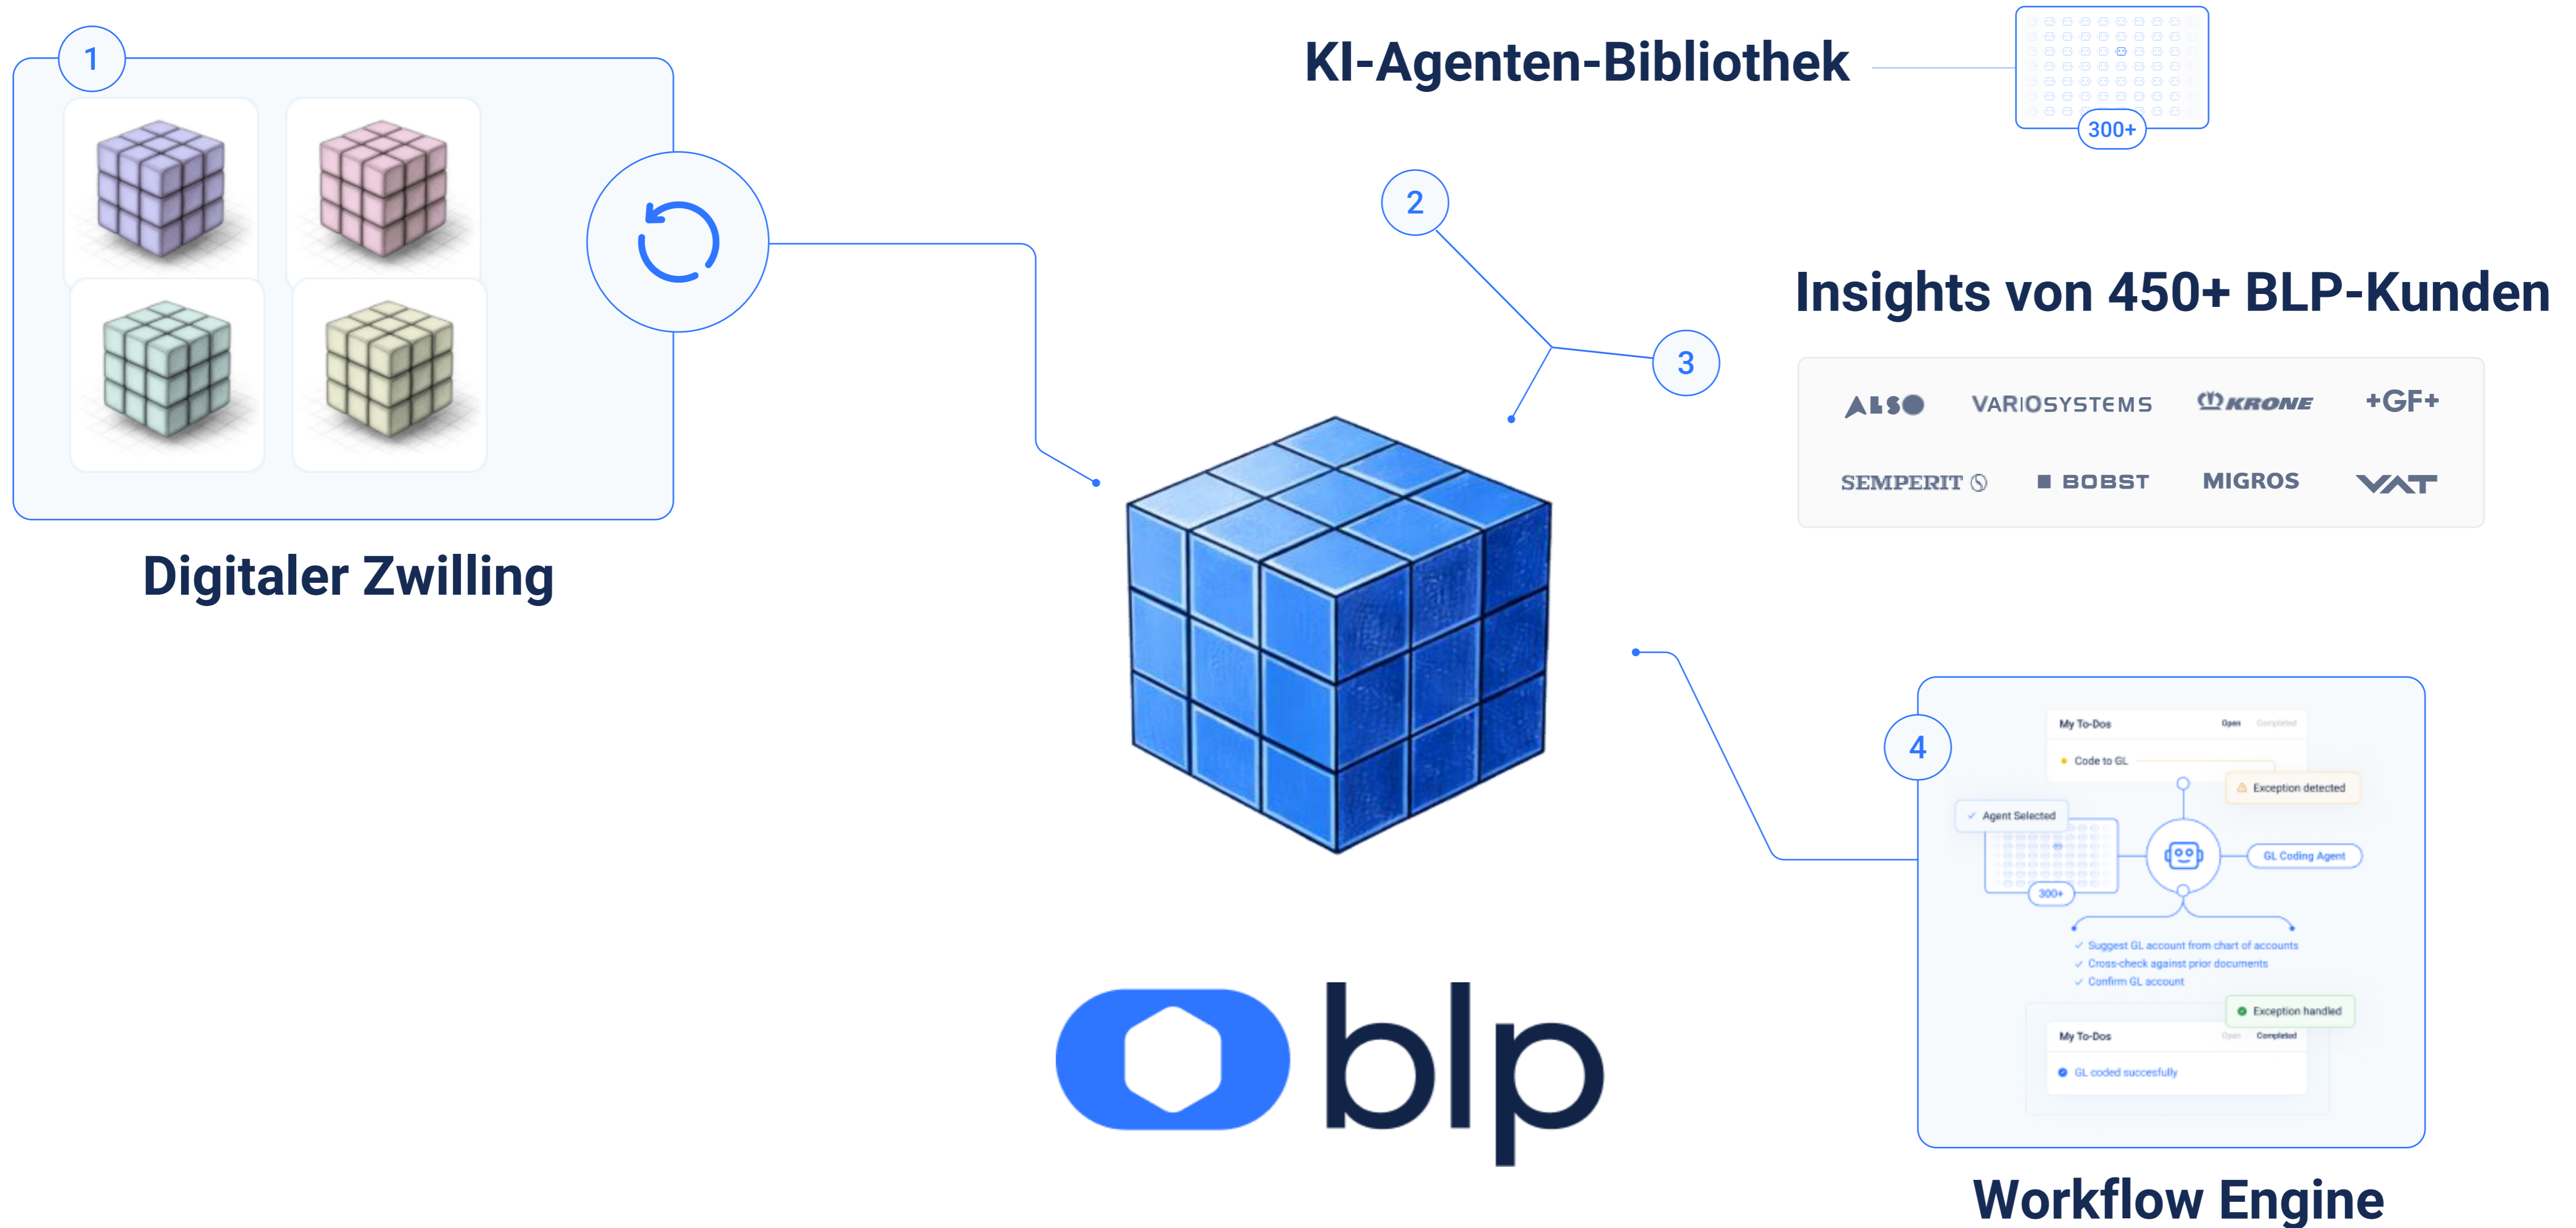 1
Digitaler Zwilling
KI-Agenten-Bibliothek
300+
2
3
Insights von 450+ BLP-Kunden
ALSO VARIOSYSTEMS KRONE +GF+
SEMPERIT BOBST MIGROS VAT
4
My To-Dos Open Completed
Code to GL
Exception detected
Agent Selected
GL Coding Agent
300+
Suggest GL account from chart of accounts
Cross-check against prior documents
Confirm GL account
Exception handled
My To-Dos Open Completed
GL coded succesfully
Workflow Engine
blp